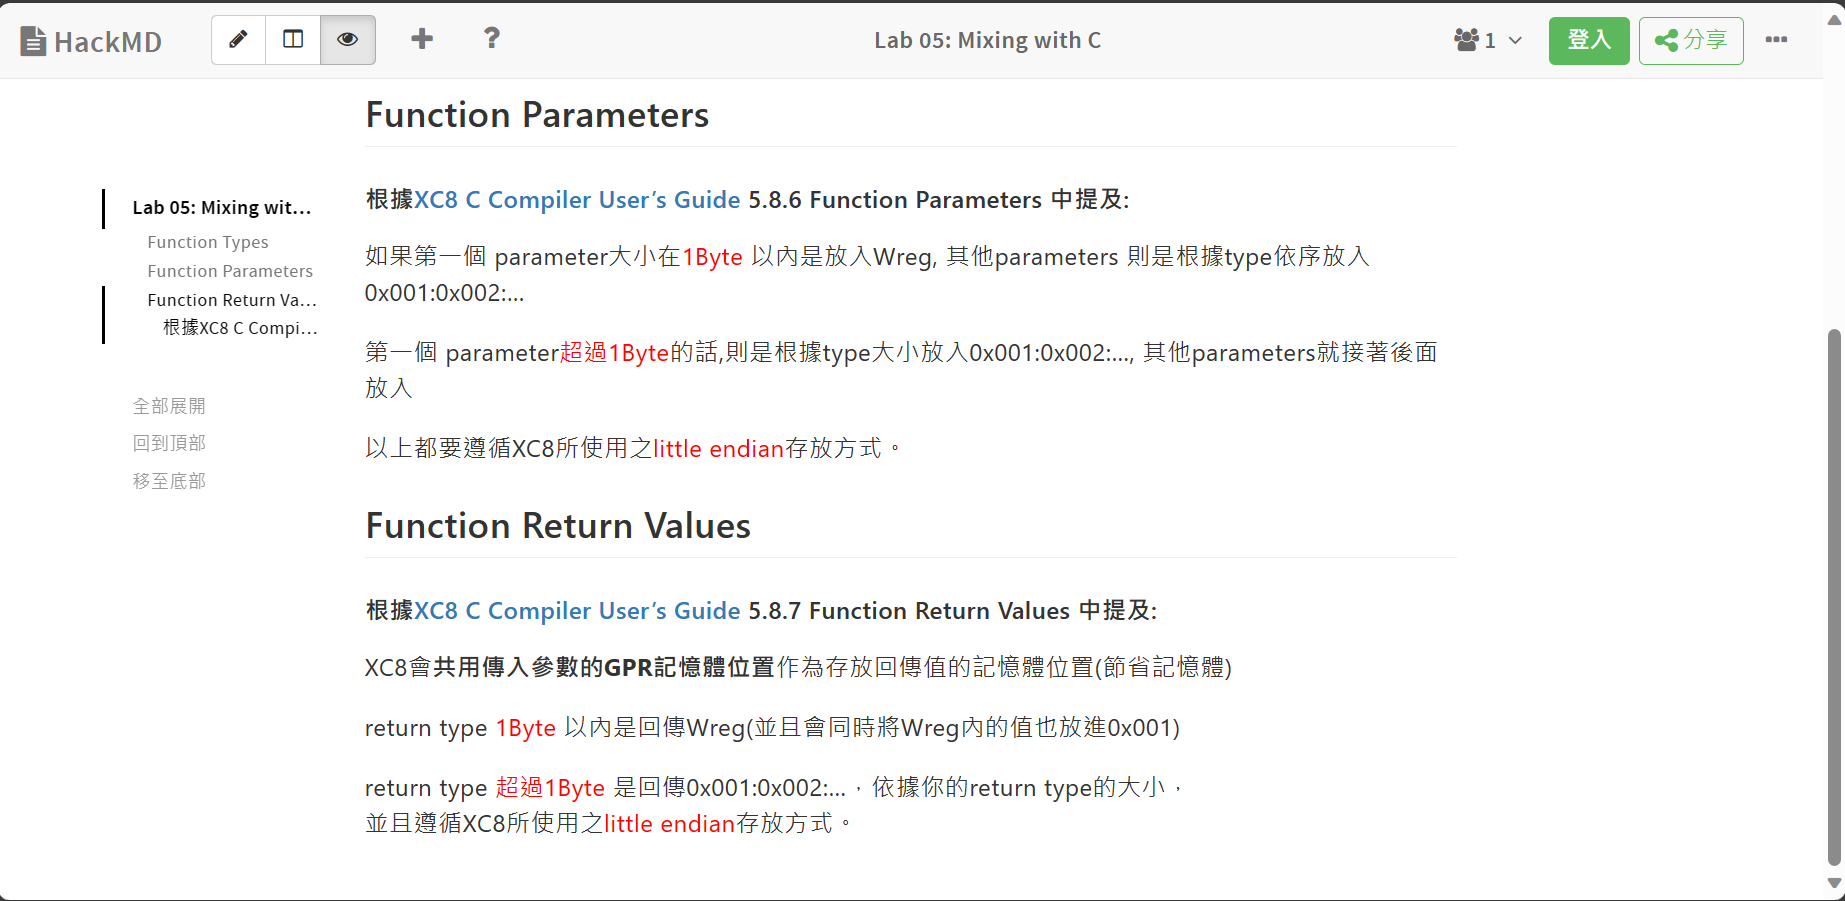 HackMD
Lab 05: Mixing with C
1
登入
分享
Function Parameters
根據XC8 C Compiler User’s Guide 5.8.6 Function Parameters 中提及:
如果第一個 parameter大小在1Byte 以內是放入Wreg, 其他parameters 則是根據type依序放入
0x001:0x002:…
第一個 parameter超過1Byte的話,則是根據type大小放入0x001:0x002:…, 其他parameters就接著後面
放入
以上都要遵循XC8所使用之little endian存放方式。
Function Return Values
根據XC8 C Compiler User’s Guide 5.8.7 Function Return Values 中提及:
XC8會共用傳入參數的GPR記憶體位置作為存放回傳值的記憶體位置(節省記憶體)
return type 1Byte 以內是回傳Wreg(並且會同時將Wreg內的值也放進0x001)
return type 超過1Byte 是回傳0x001:0x002:…，依據你的return type的大小，
並且遵循XC8所使用之little endian存放方式。
Lab 05: Mixing wit…
Function Types
Function Parameters
Function Return Va…
根據XC8 C Compi…
全部展開
回到頂部
移至底部